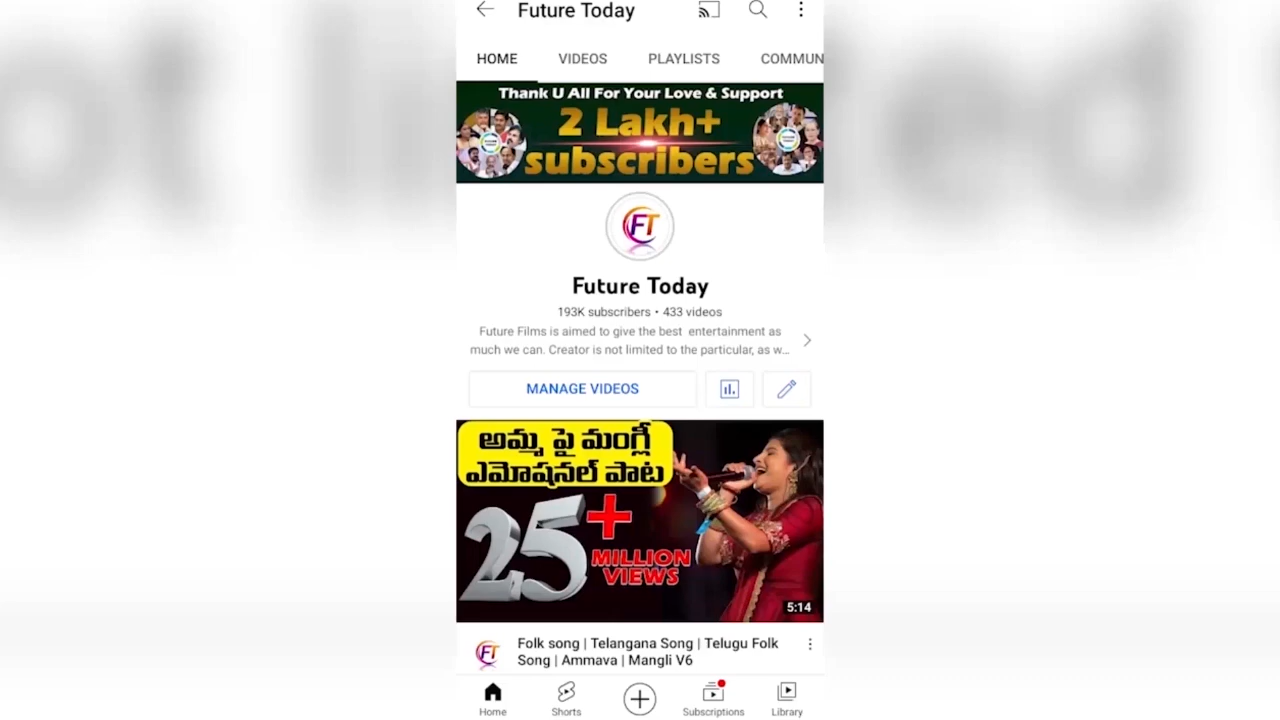 Future Today
HOME VIDEOS PLAYLISTS COMMUN
Thank U All For Your Love & Support
2 Lakh+
subscribers
FT
Future Today
193K subscribers • 433 videos
Future Films is aimed to give the best entertainment as
much we can. Creator is not limited to the particular, as w...
MANAGE VIDEOS
అమ్మ పై మంగ్లీ
ఎమోషనల్ పాట
2.5+
MILLION
VIEWS
5:14
FT
Folk song | Telangana Song | Telugu Folk
Song | Ammava | Mangli V6
Home Shorts Subscriptions Library